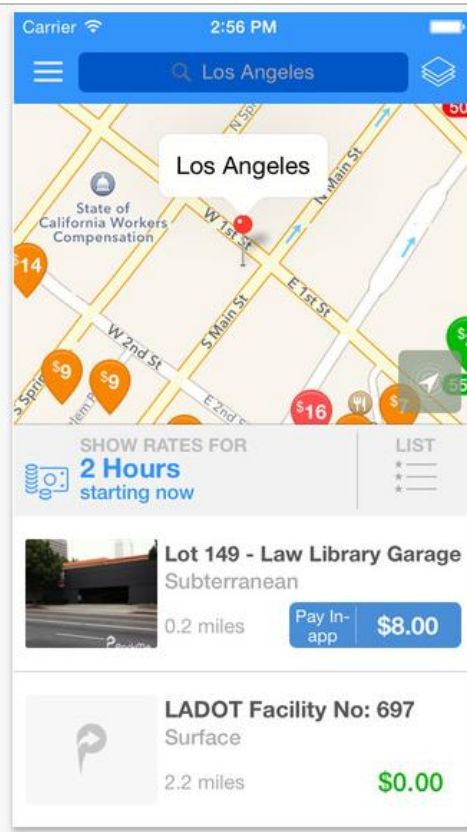 Carrier 2:56 PM
Los Angeles
50
N Spr
Los Angeles
N Main St
State of
California Workers
Compensation
W 1st St
$14
E 1st St
S Main St
W 2nd St
$9
$9
S Sprin
E 2nd S
$16
$7
55
SHOW RATES FOR
2 Hours
starting now
LIST
Lot 149 - Law Library Garage
Subterranean
0.2 miles
Pay In-
app
$8.00
ParkMe
LADOT Facility No: 697
Surface
2.2 miles
$0.00